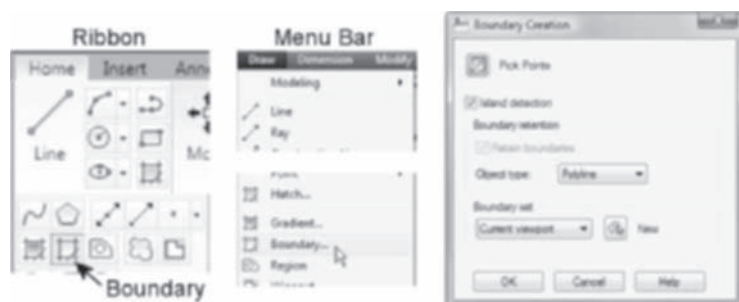 Ribbon
Home Insert
Line
Boundary
Menu Bar
Draw Dimension Modify
Modeling
Line
Ray
Hatch...
Gradient...
Boundary...
Region
Boundary Creation
Pick Points
Island detection
Boundary retention
Retain boundaries
Object type: Polyline
Boundary set
Current viewport New
OK Cancel Help